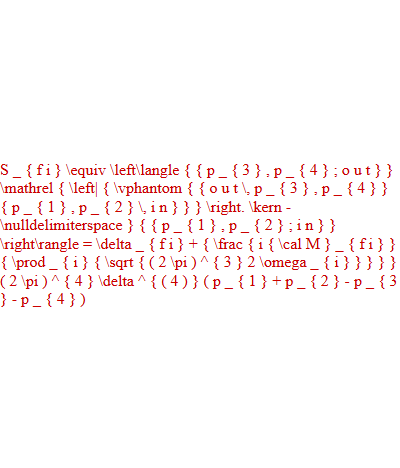 S _ { f i } \equiv \left\langle { { p _ { 3 } , p _ { 4 } ; o u t } }
\mathrel { \left| { \vphantom { { o u t \, p _ { 3 } , p _ { 4 } }
{ p _ { 1 } , p _ { 2 } \, i n } } } \right. \kern -
\nulldelimiterspace } { { p _ { 1 } , p _ { 2 } ; i n } }
\right\rangle = \delta _ { f i } + { \frac { i { \cal M } _ { f i } }
{ \prod _ { i } { \sqrt { ( 2 \pi ) ^ { 3 } 2 \omega _ { i } } } } }
( 2 \pi ) ^ { 4 } \delta ^ { ( 4 ) } ( p _ { 1 } + p _ { 2 } - p _ { 3
} - p _ { 4 } )